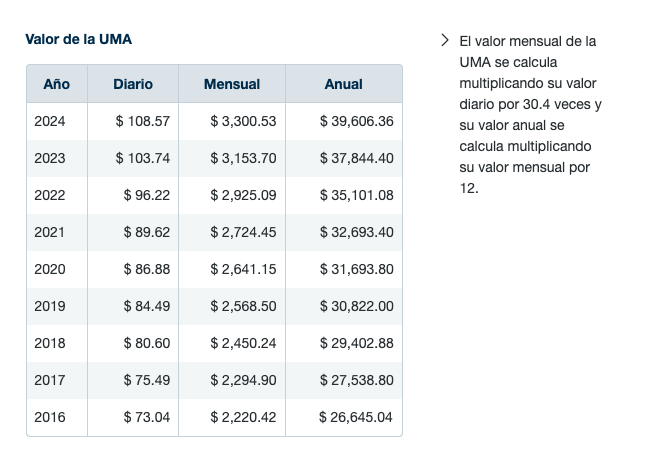 Valor de la UMA
Año Diario Mensual Anual
2024 $ 108.57 $ 3,300.53 $ 39,606.36
2023 $ 103.74 $ 3,153.70 $ 37,844.40
2022 $ 96.22 $ 2,925.09 $ 35,101.08
2021 $ 89.62 $ 2,724.45 $ 32,693.40
2020 $ 86.88 $ 2,641.15 $ 31,693.80
2019 $ 84.49 $ 2,568.50 $ 30,822.00
2018 $ 80.60 $ 2,450.24 $ 29,402.88
2017 $ 75.49 $ 2,294.90 $ 27,538.80
2016 $ 73.04 $ 2,220.42 $ 26,645.04
El valor mensual de la
UMA se calcula
multiplicando su valor
diario por 30.4 veces y
su valor anual se
calcula multiplicando
su valor mensual por
12.